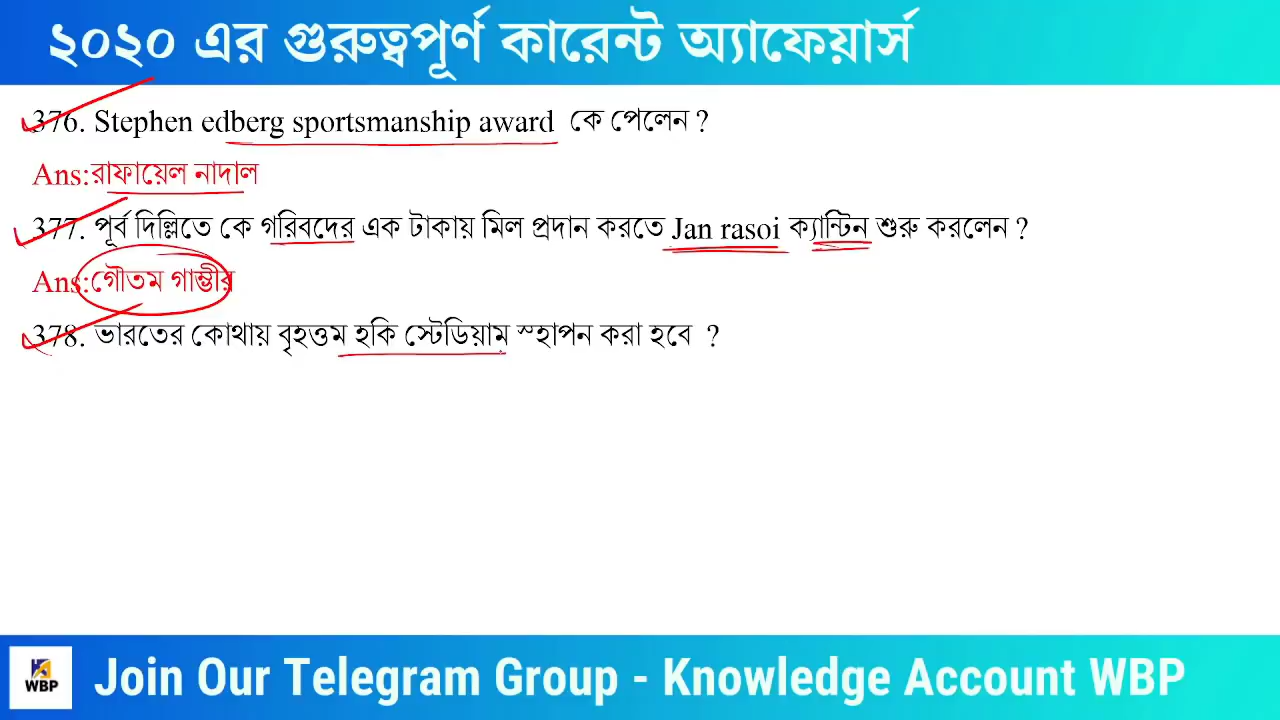 ২০২০ এর গুরুত্বপূর্ণ কারেন্ট অ্যাফেয়ার্স
376. Stephen edberg sportsmanship award কে পেলেন ?
Ans:রাফায়েল নাদাল
377. পূর্ব দিল্লিতে কে গরিবদের এক টাকায় মিল প্রদান করতে Jan rasoi ক্যান্টিন শুরু করলেন ?
Ans:গৌতম গাম্ভীর
378. ভারতের কোথায় বৃহত্তম হকি স্টেডিয়াম স্হাপন করা হবে ?
WBP
Join Our Telegram Group - Knowledge Account WBP